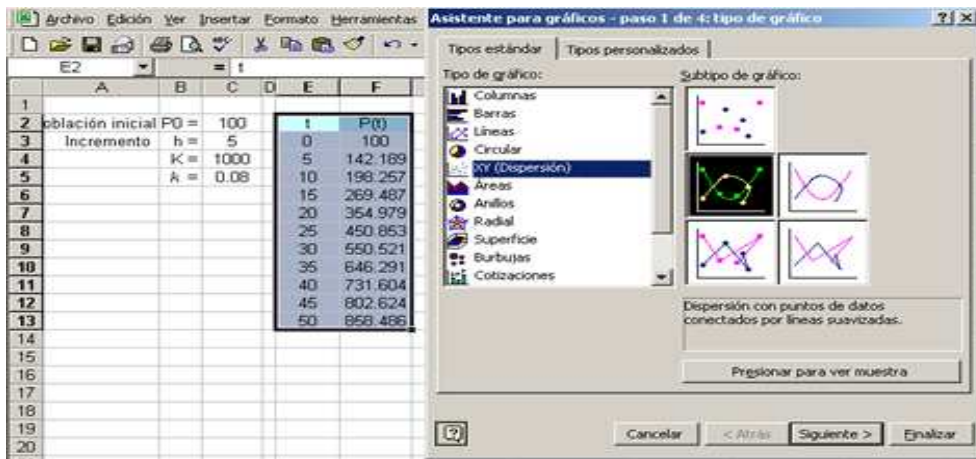 Archivo Edición Ver Insertar Formato Herramientas
E2 = t
A B C D E F
1
2 oblación inicial P0 = 100 t P(t)
3 Incremento h = 5 0 100
4 K = 1000 5 142.189
5 k = 0.08 10 198.257
6 15 269.487
7 20 354.979
8 25 450.853
9 30 550.521
10 35 646.291
11 40 731.604
12 45 802.624
13 50 858.486
14
15
16
17
18
19
20
Asistente para gráficos - paso 1 de 4: tipo de gráfico
Tipos estándar Tipos personalizados
Tipo de gráfico:
Columnas
Barras
Líneas
Circular
XY (Dispersión)
Áreas
Anillos
Radial
Superficie
Burbujas
Cotizaciones
Subtipo de gráfico:
Dispersión con puntos de datos
conectados por líneas suavizadas.
Presionar para ver muestra
Cancelar < Atrás Siguiente > Finalizar